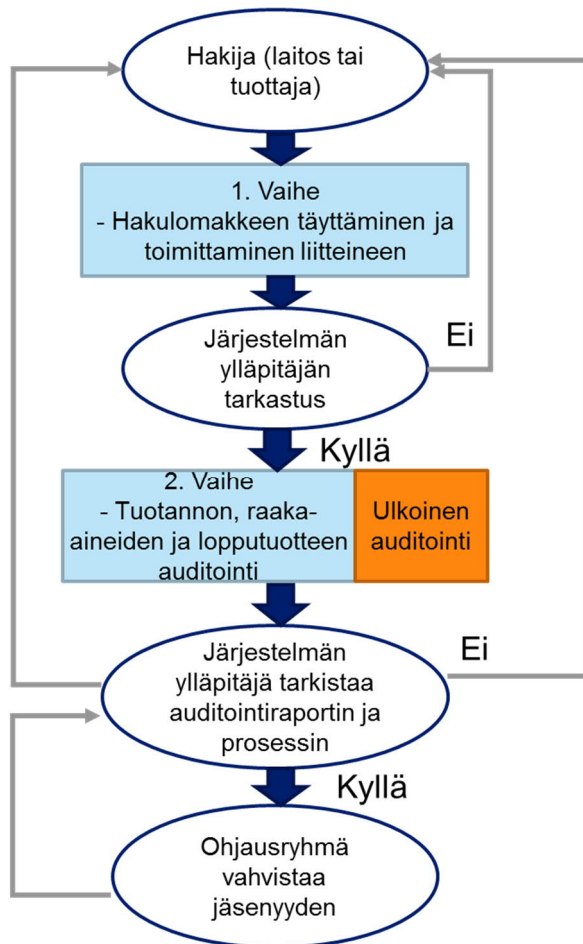 Hakija (laitos tai
tuottaja)
1. Vaihe
- Hakulomakkeen täyttäminen ja
toimittaminen liitteineen
Järjestelmän
ylläpitäjän
tarkastus
Ei
Kyllä
2. Vaihe
- Tuotannon, raaka-
aineiden ja lopputuotteen
auditointi
Ulkoinen
auditointi
Järjestelmän
ylläpitäjä tarkistaa
auditointiraportin ja
prosessin
Ei
Kyllä
Ohjausryhmä
vahvistaa
jäsenyyden